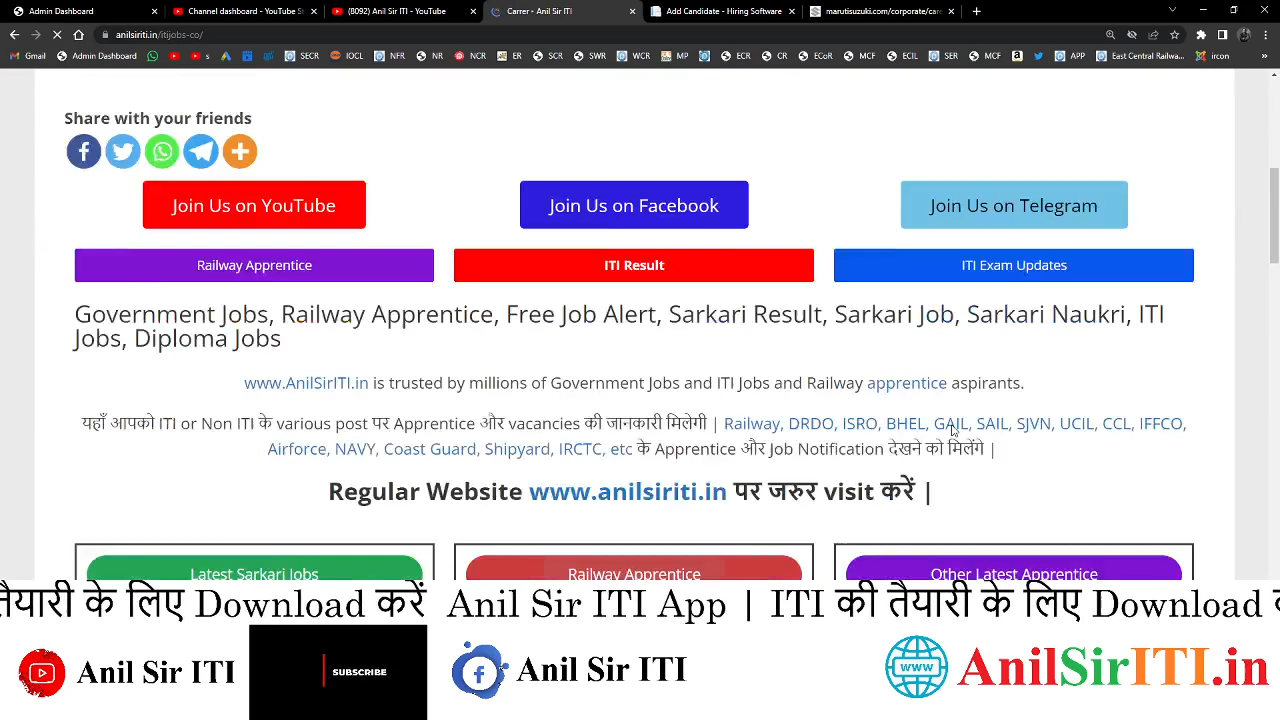 Admin Dashboard
Channel dashboard - YouTube S
(8092) Anil Sir ITI - YouTube
Carrer - Anil Sir ITI
Add Candidate - Hiring Software
marutisuzuki.com/corporate/care
anilsiriti.in/itijobs-co/
Gmail Admin Dashboard s SECR IOCL NFR NR NCR ER SCR SWR WCR MP ECR CR ECoR MCF ECIL SER MCF APP East Central Railwa... ircon
Share with your friends
Join Us on YouTube
Join Us on Facebook
Join Us on Telegram
Railway Apprentice
ITI Result
ITI Exam Updates
Government Jobs, Railway Apprentice, Free Job Alert, Sarkari Result, Sarkari Job, Sarkari Naukri, ITI
Jobs, Diploma Jobs
www.AnilSirITI.in is trusted by millions of Government Jobs and ITI Jobs and Railway apprentice aspirants.
यहाँ आपको ITI or Non ITI के various post पर Apprentice और vacancies की जानकारी मिलेगी | Railway, DRDO, ISRO, BHEL, GAIL, SAIL, SJVN, UCIL, CCL, IFFCO,
Airforce, NAVY, Coast Guard, Shipyard, IRCTC, etc के Apprentice और Job Notification देखने को मिलेंगे |
Regular Website www.anilsiriti.in पर जरुर visit करें |
Latest Sarkari Jobs
Railway Apprentice
Other Latest Apprentice
तैयारी के लिए Download करें Anil Sir ITI App | ITI की तैयारी के लिए Download
Anil Sir ITI
SUBSCRIBE
Anil Sir ITI
WWW
AnilSirITI.in